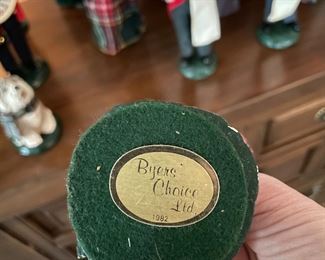 Byers'
Choice
Ltd.
1982